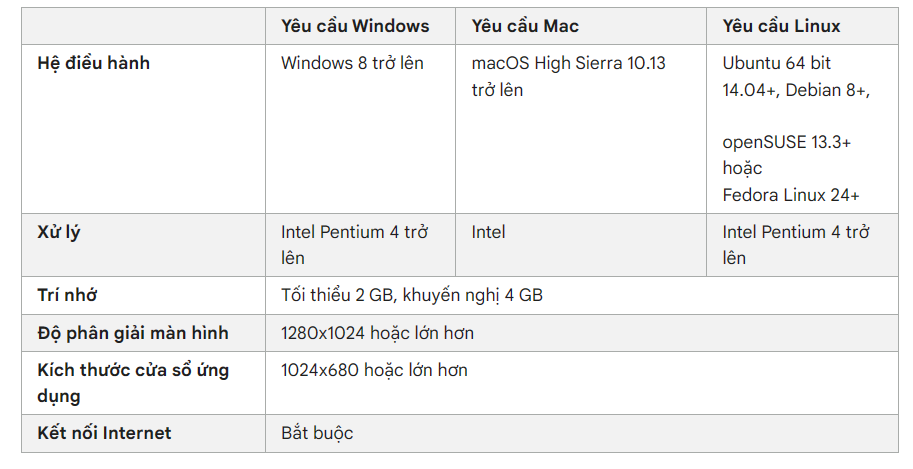 Yêu cầu Windows
Yêu cầu Mac
Yêu cầu Linux
Hệ điều hành
Windows 8 trở lên
macOS High Sierra 10.13
trở lên
Ubuntu 64 bit
14.04+, Debian 8+,
openSUSE 13.3+
hoặc
Fedora Linux 24+
Xử lý
Intel Pentium 4 trở
lên
Intel
Intel Pentium 4 trở
lên
Trí nhớ
Tối thiểu 2 GB, khuyến nghị 4 GB
Độ phân giải màn hình
1280x1024 hoặc lớn hơn
Kích thước cửa sổ ứng
dụng
1024x680 hoặc lớn hơn
Kết nối Internet
Bắt buộc